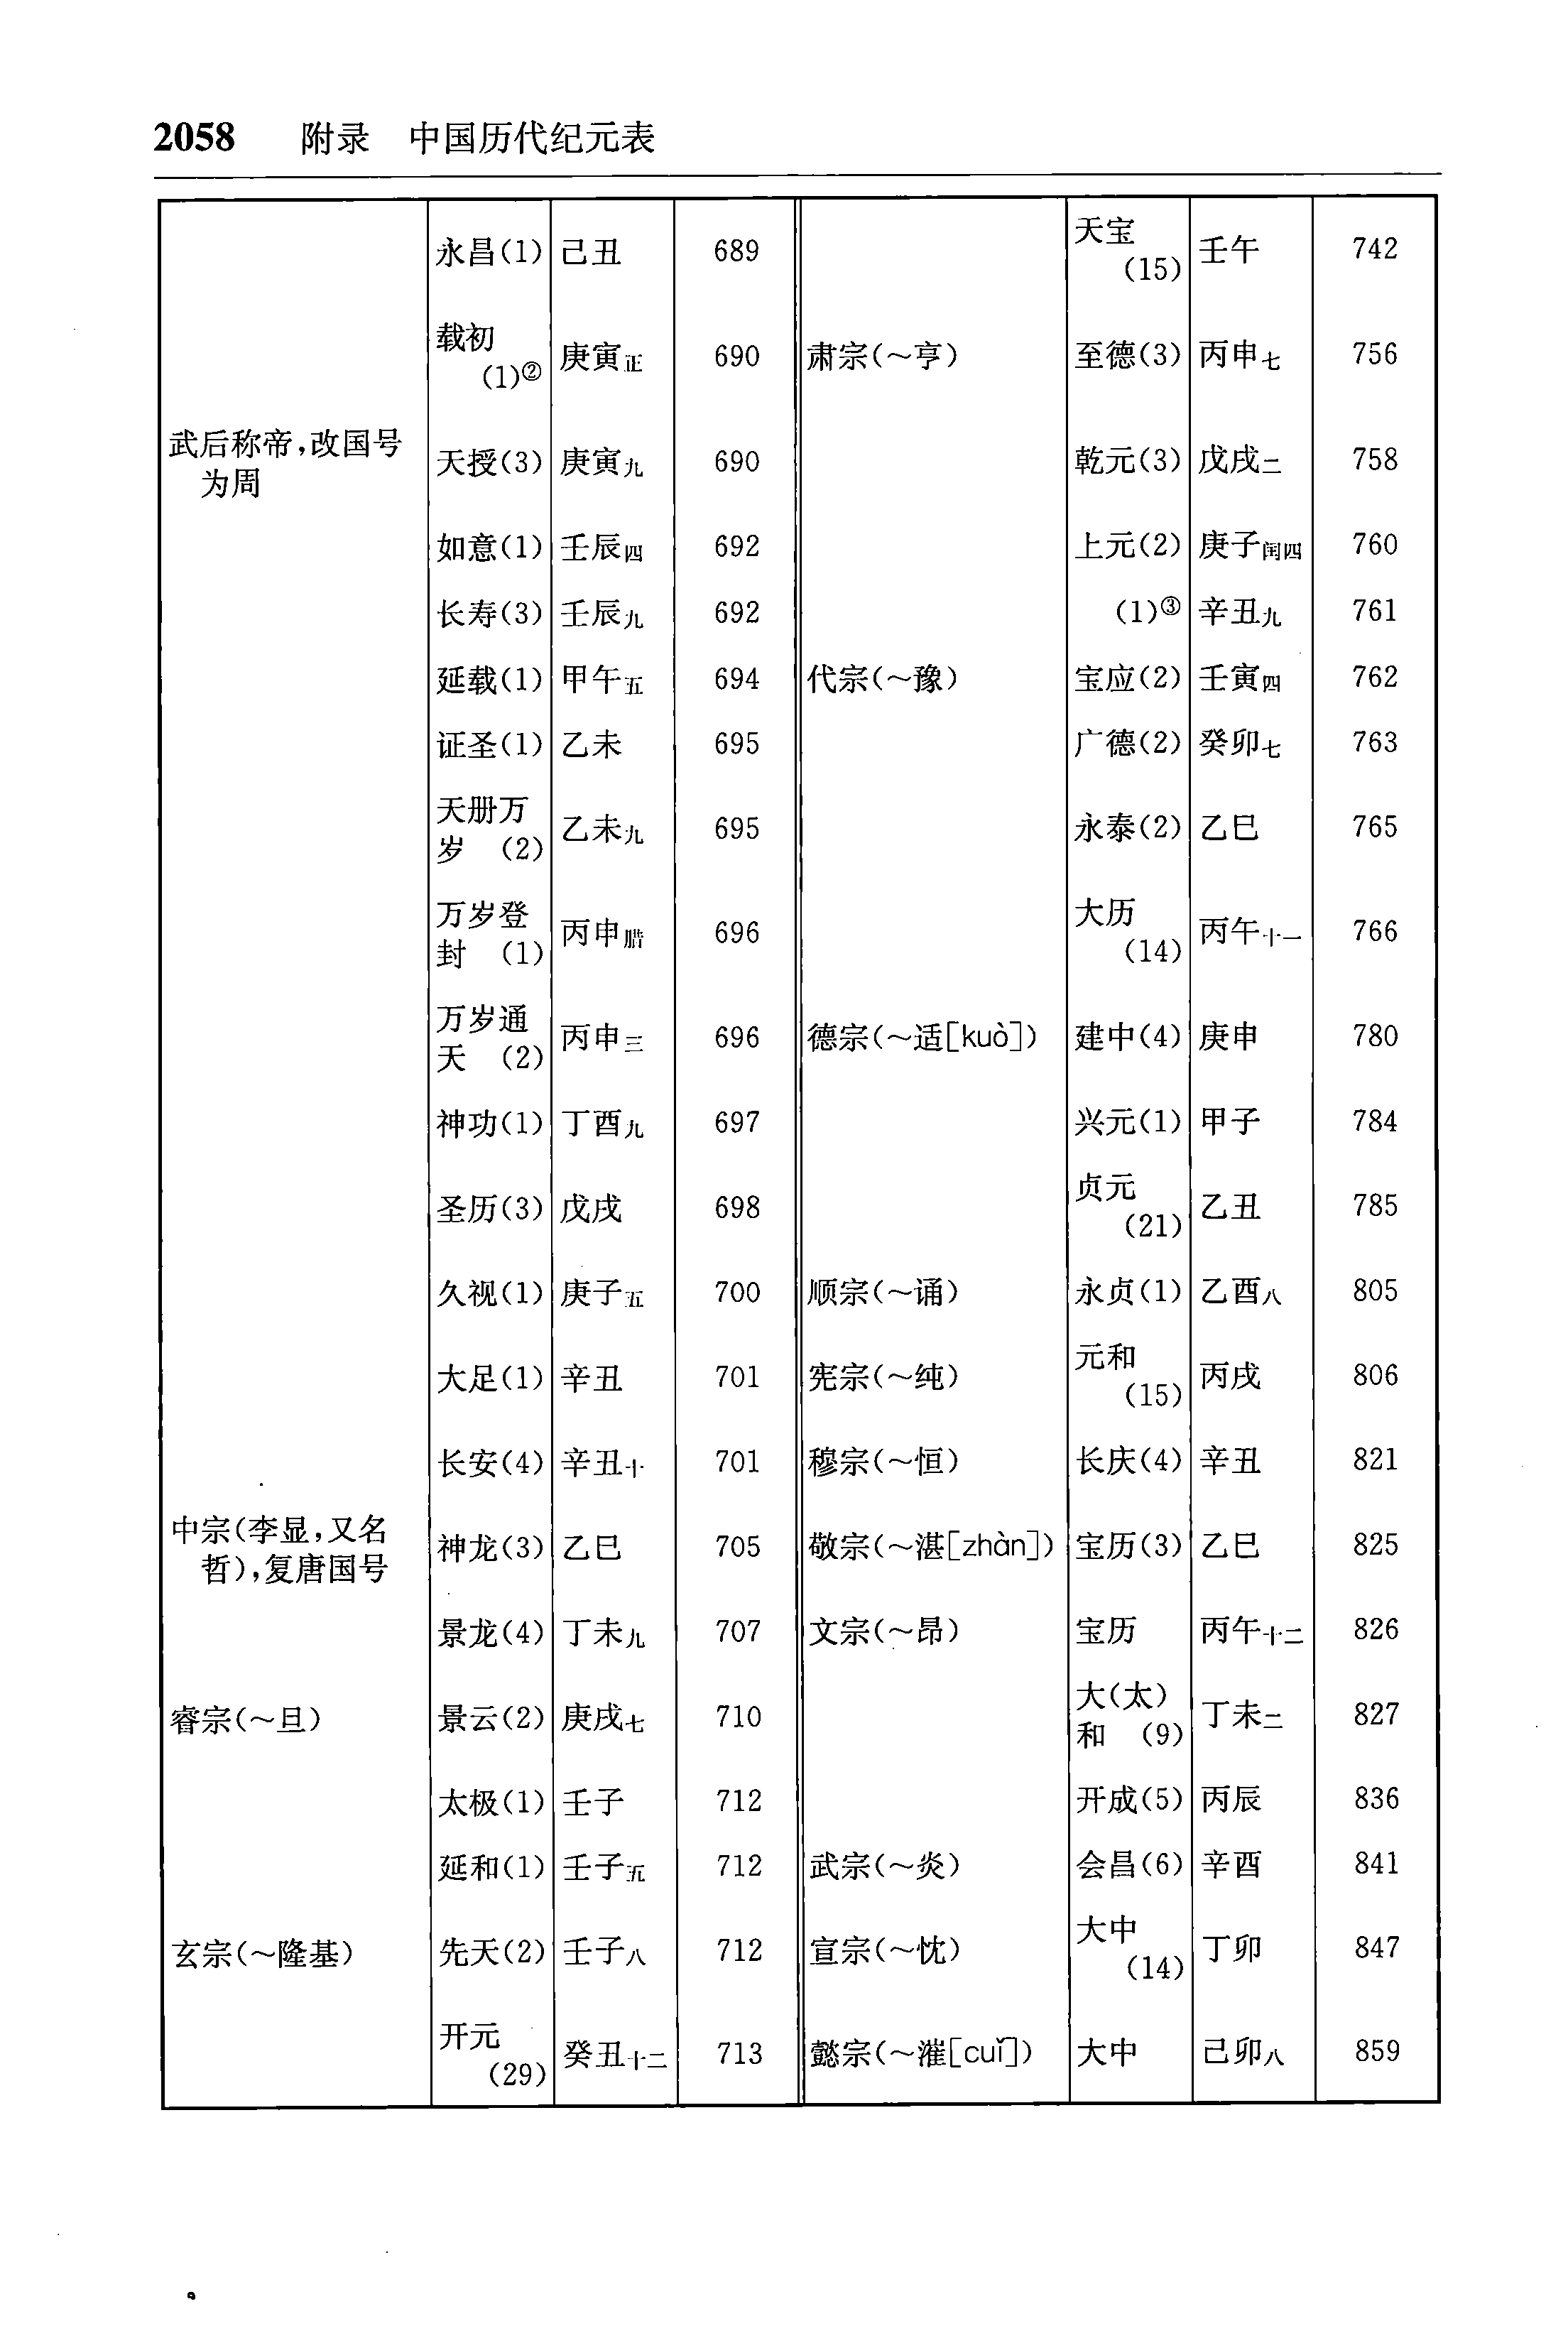 2058 附录 中国历代纪元表
永昌(1) 己丑 689
载初
(1)② 庚寅正 690
武后称帝,改国号
为周
天授(3) 庚寅九 690
如意(1) 壬辰四 692
长寿(3) 壬辰九 692
延载(1) 甲午五 694
证圣(1) 乙未 695
天册万
岁 (2) 乙未九 695
万岁登
封 (1) 丙申腊 696
万岁通
天 (2) 丙申三 696
神功(1) 丁酉九 697
圣历(3) 戊戌 698
久视(1) 庚子五 700
大足(1) 辛丑 701
长安(4) 辛丑十 701
中宗(李显,又名
哲),复唐国号
神龙(3) 乙巳 705
景龙(4) 丁未九 707
睿宗(~旦) 景云(2) 庚戌七 710
太极(1) 壬子 712
延和(1) 壬子五 712
玄宗(~隆基) 先天(2) 壬子八 712
开元
(29) 癸丑十二 713
天宝
(15) 壬午 742
肃宗(~亨) 至德(3) 丙申七 756
乾元(3) 戊戌二 758
上元(2) 庚子闰四 760
(1)③ 辛丑九 761
代宗(~豫) 宝应(2) 壬寅四 762
广德(2) 癸卯七 763
永泰(2) 乙巳 765
大历
(14) 丙午十一 766
德宗(~适[kuò]) 建中(4) 庚申 780
兴元(1) 甲子 784
贞元
(21) 乙丑 785
顺宗(~诵) 永贞(1) 乙酉八 805
宪宗(~纯) 元和
(15) 丙戌 806
穆宗(~恒) 长庆(4) 辛丑 821
敬宗(~湛[zhàn]) 宝历(3) 乙巳 825
文宗(~昂) 宝历 丙午十二 826
大(太)
和 (9) 丁未二 827
开成(5) 丙辰 836
武宗(~炎) 会昌(6) 辛酉 841
宣宗(~忱) 大中
(14) 丁卯 847
懿宗(~漼[cuǐ]) 大中 己卯八 859